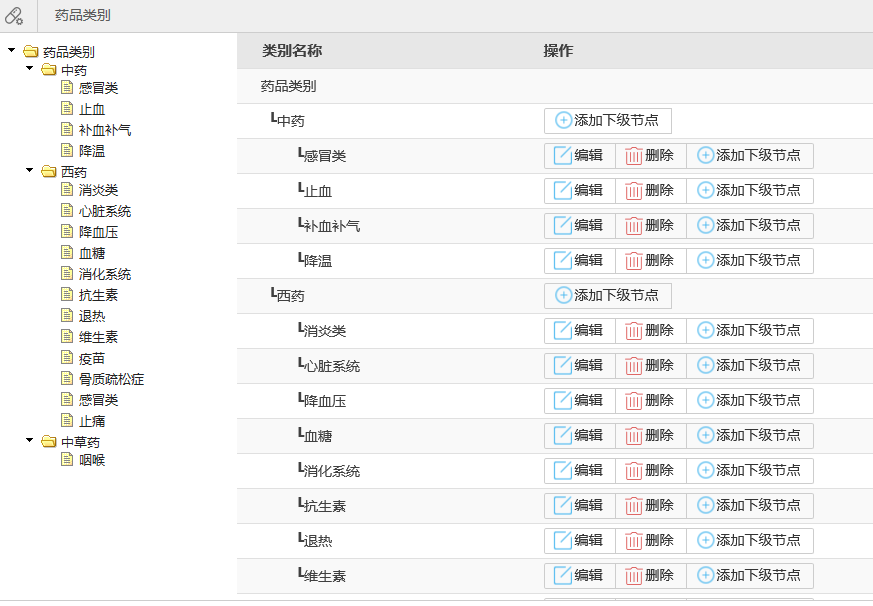 药品类别
药品类别
中药
感冒类
止血
补血补气
降温
西药
消炎类
心脏系统
降血压
血糖
消化系统
抗生素
退热
维生素
疫苗
骨质疏松症
感冒类
止痛
中草药
咽喉
类别名称 操作
药品类别
┗中药 添加下级节点
┗感冒类 编辑 删除 添加下级节点
┗止血 编辑 删除 添加下级节点
┗补血补气 编辑 删除 添加下级节点
┗降温 编辑 删除 添加下级节点
┗西药 添加下级节点
┗消炎类 编辑 删除 添加下级节点
┗心脏系统 编辑 删除 添加下级节点
┗降血压 编辑 删除 添加下级节点
┗血糖 编辑 删除 添加下级节点
┗消化系统 编辑 删除 添加下级节点
┗抗生素 编辑 删除 添加下级节点
┗退热 编辑 删除 添加下级节点
┗维生素 编辑 删除 添加下级节点